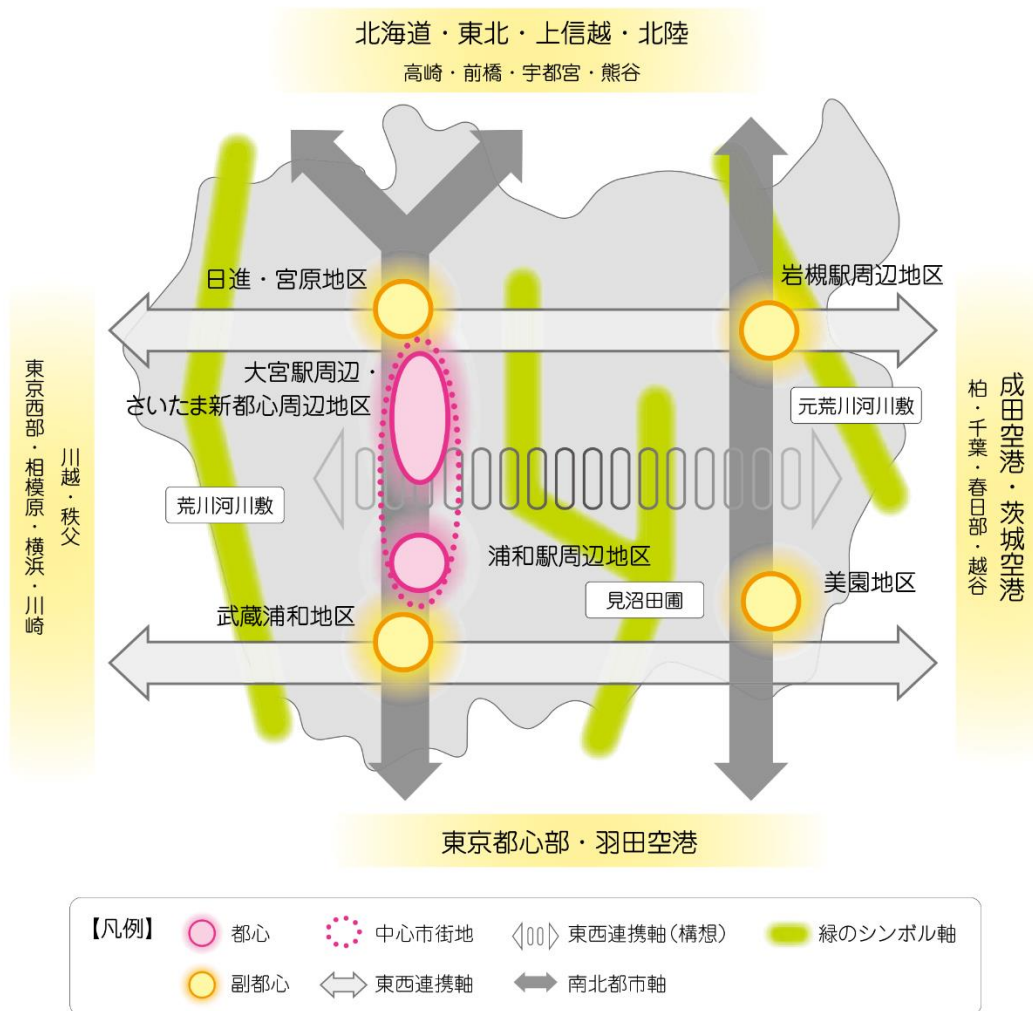 北海道・東北・上信越・北陸
高崎・前橋・宇都宮・熊谷
日進・宮原地区
岩槻駅周辺地区
大宮駅周辺・
さいたま新都心周辺地区
元荒川河川敷
荒川河川敷
浦和駅周辺地区
美園地区
見沼田圃
武蔵浦和地区
川越・秩父
東京西部・相模原・横浜・川崎
成田空港・茨城空港
柏・千葉・春日部・越谷
東京都心部・羽田空港
【凡例】
都心
中心市街地
東西連携軸(構想)
緑のシンボル軸
副都心
東西連携軸
南北都市軸